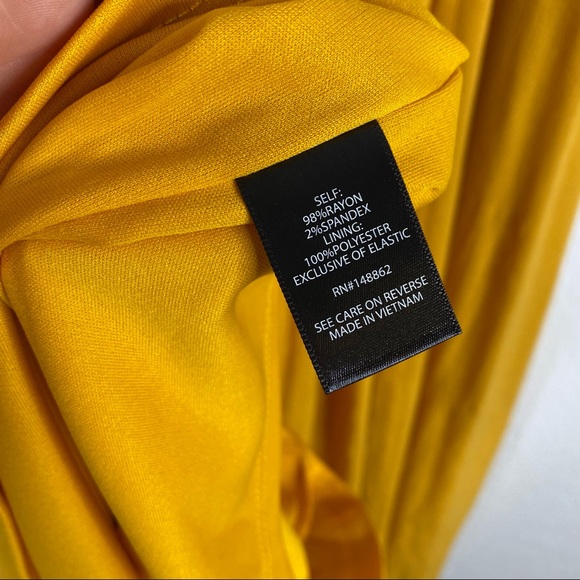 SELF:
98%RAYON
2%SPANDEX
LINING:
100%POLYESTER
EXCLUSIVE OF ELASTIC
RN#148862
SEE CARE ON REVERSE
MADE IN VIETNAM